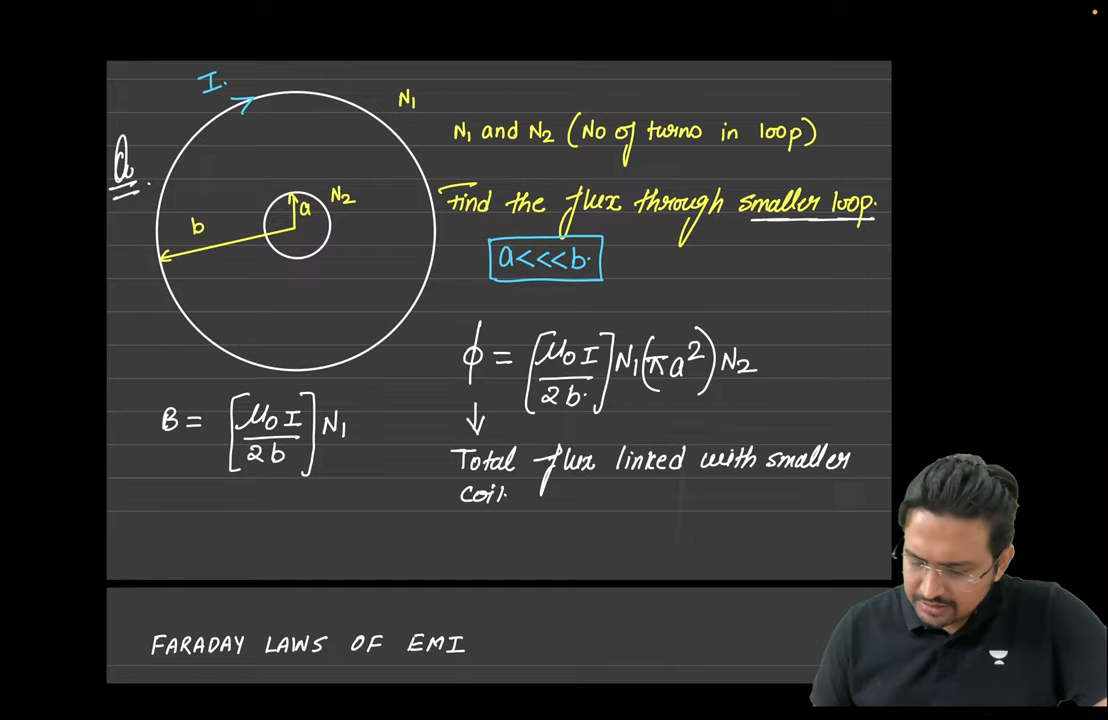 I.
N₁
Q.
N₁ and N₂ (No of turns in loop)
N₂
a
b
Find the flux through smaller loop.
a<<<b.
φ = [μ₀I/2b.] N₁(πa²)N₂
B = [μ₀I/2b] N₁
↓
Total flux linked with smaller
coil.
FARADAY LAWS OF EMI